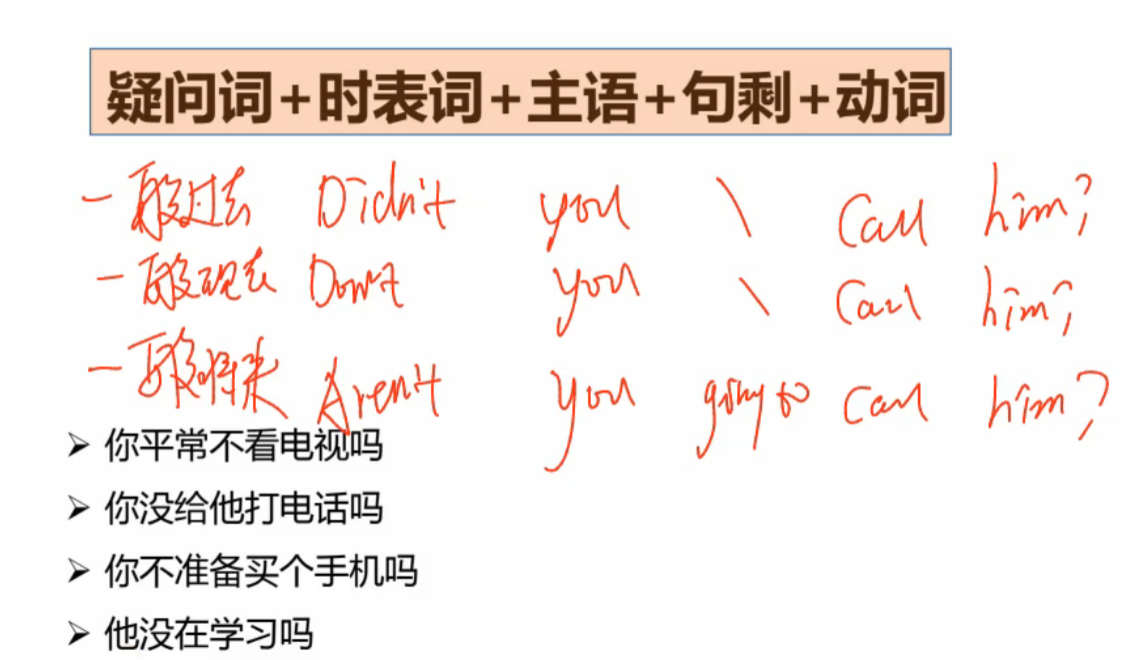 疑问词+时表词+主语+句剩+动词
一般过去 Didn't you \ Call him?
一般现在 Don't you \ Call him?
一般将来 Aren't you going to Call him?
➢ 你平常不看电视吗
➢ 你没给他打电话吗
➢ 你不准备买个手机吗
➢ 他没在学习吗